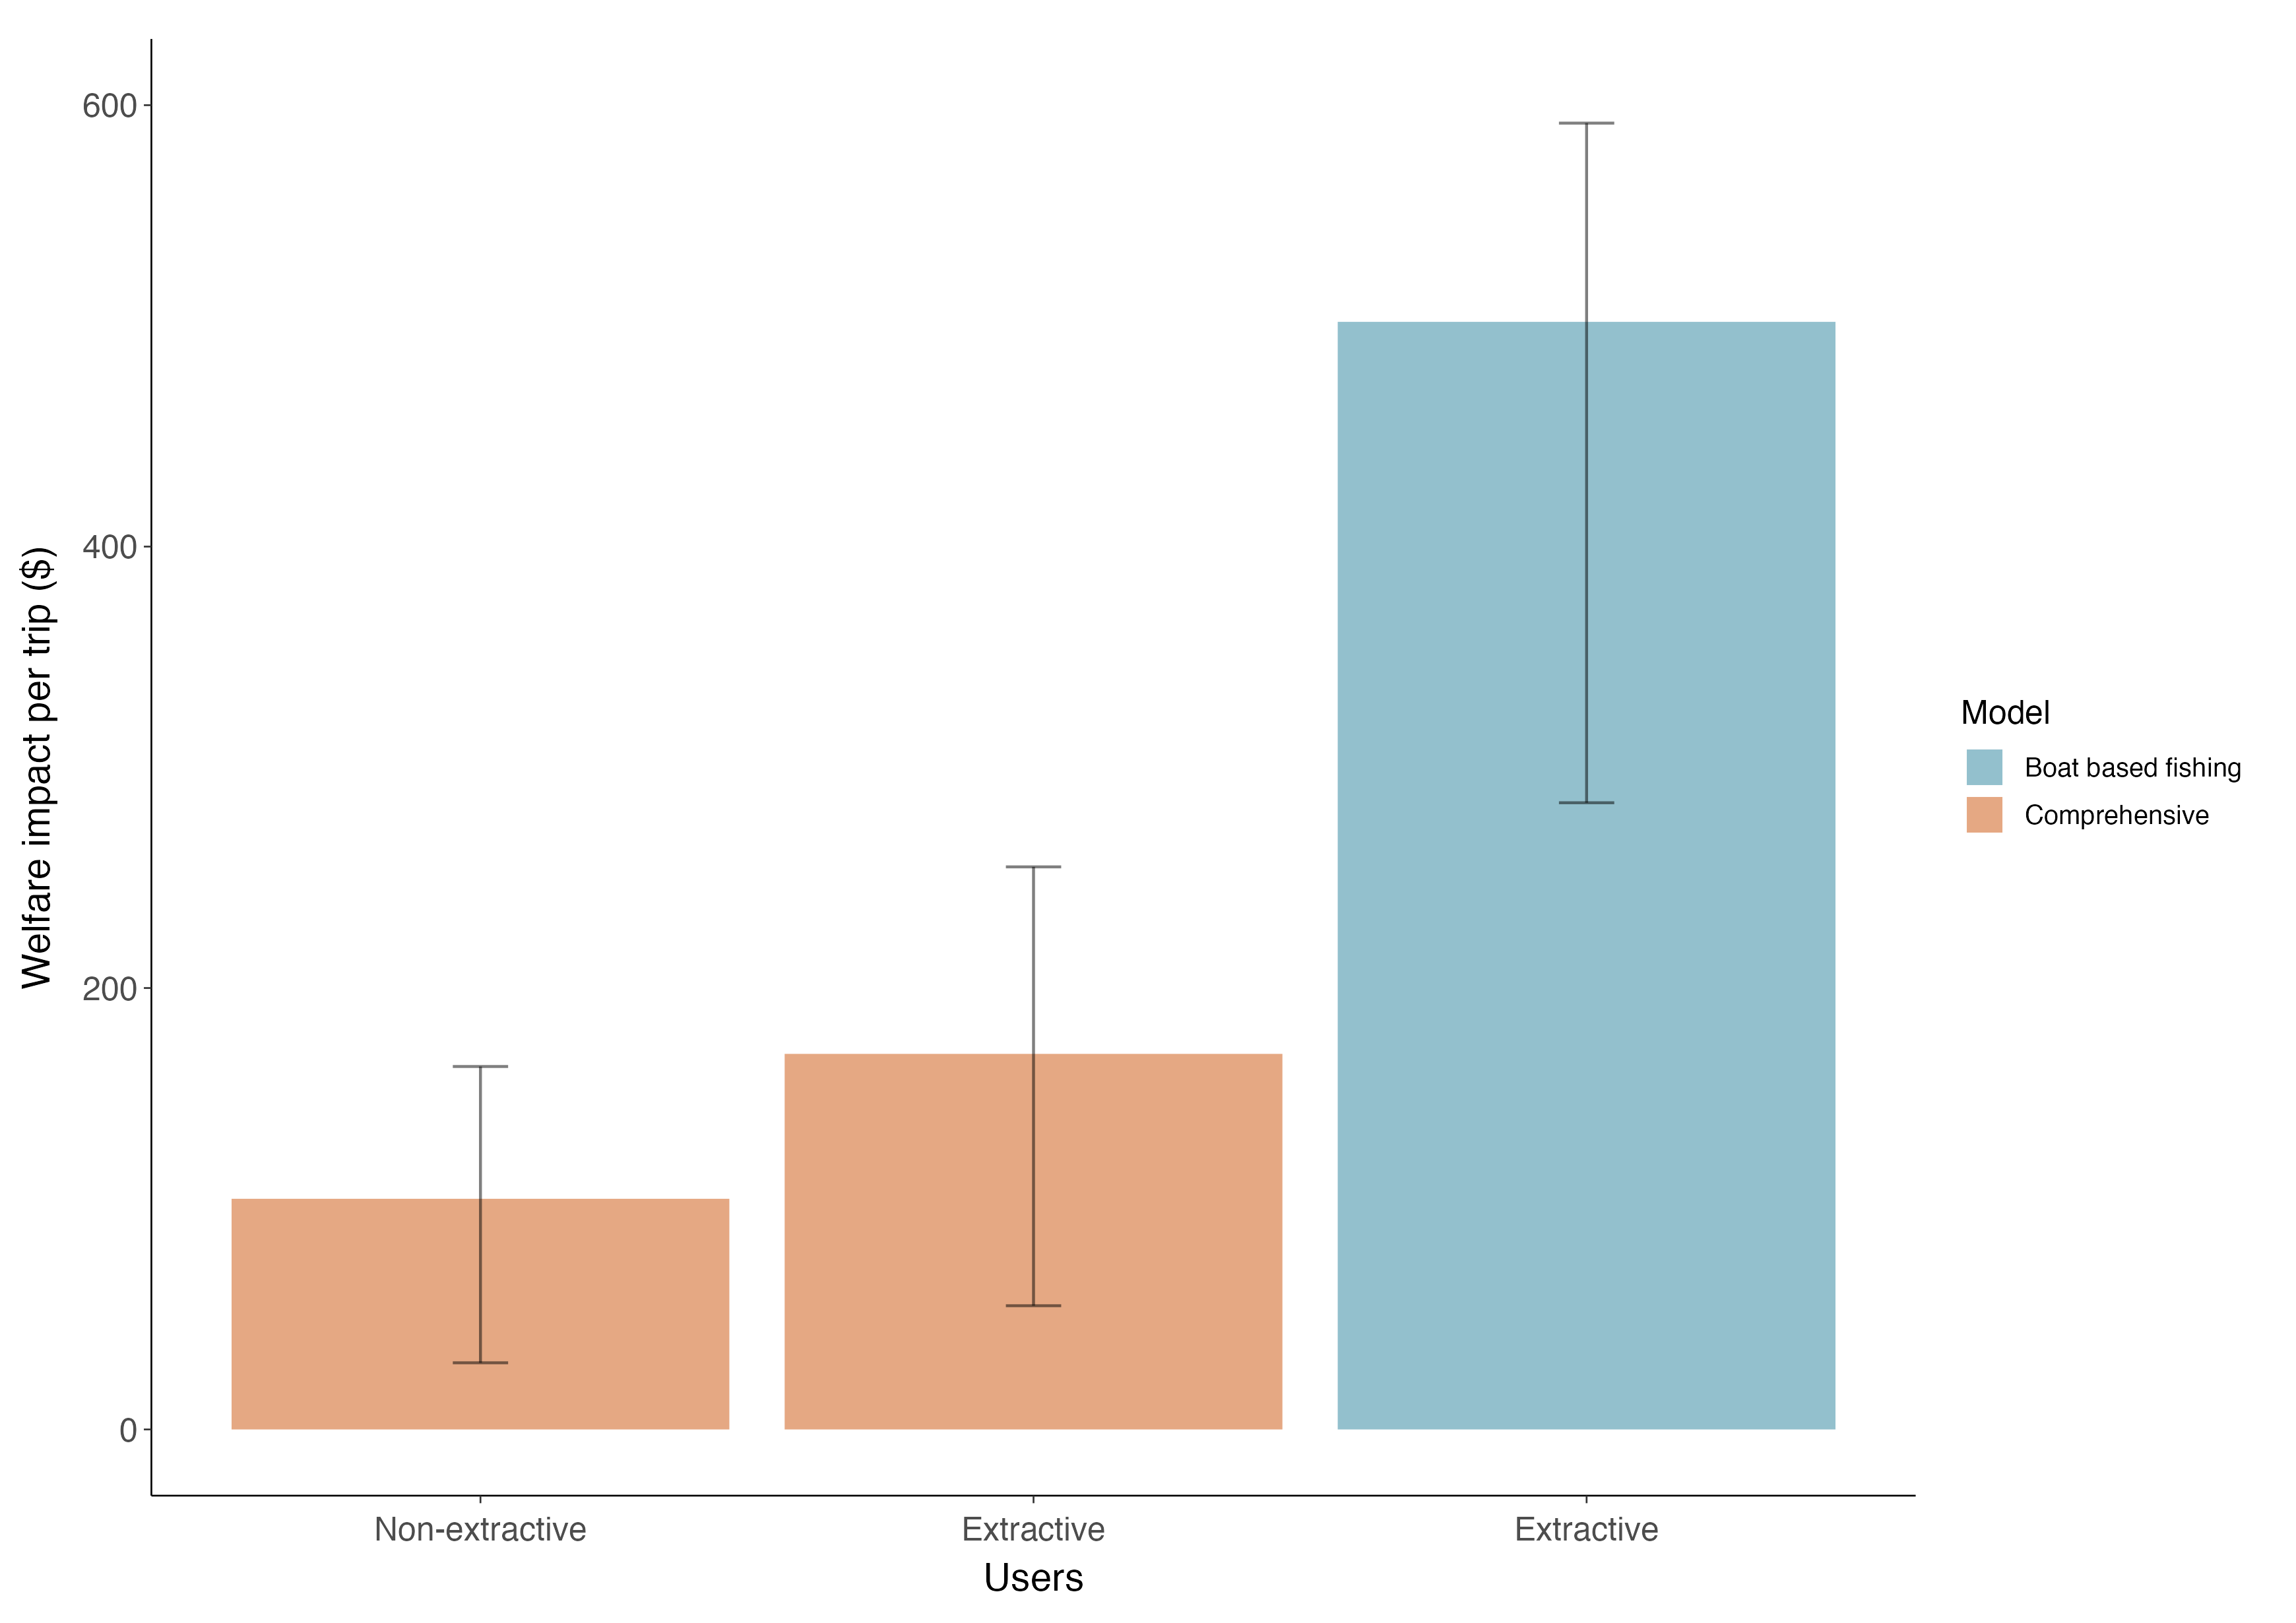 Welfare impact per trip ($)
600
400
200
0
Non-extractive
Extractive
Extractive
Users
Model
Boat based fishing
Comprehensive